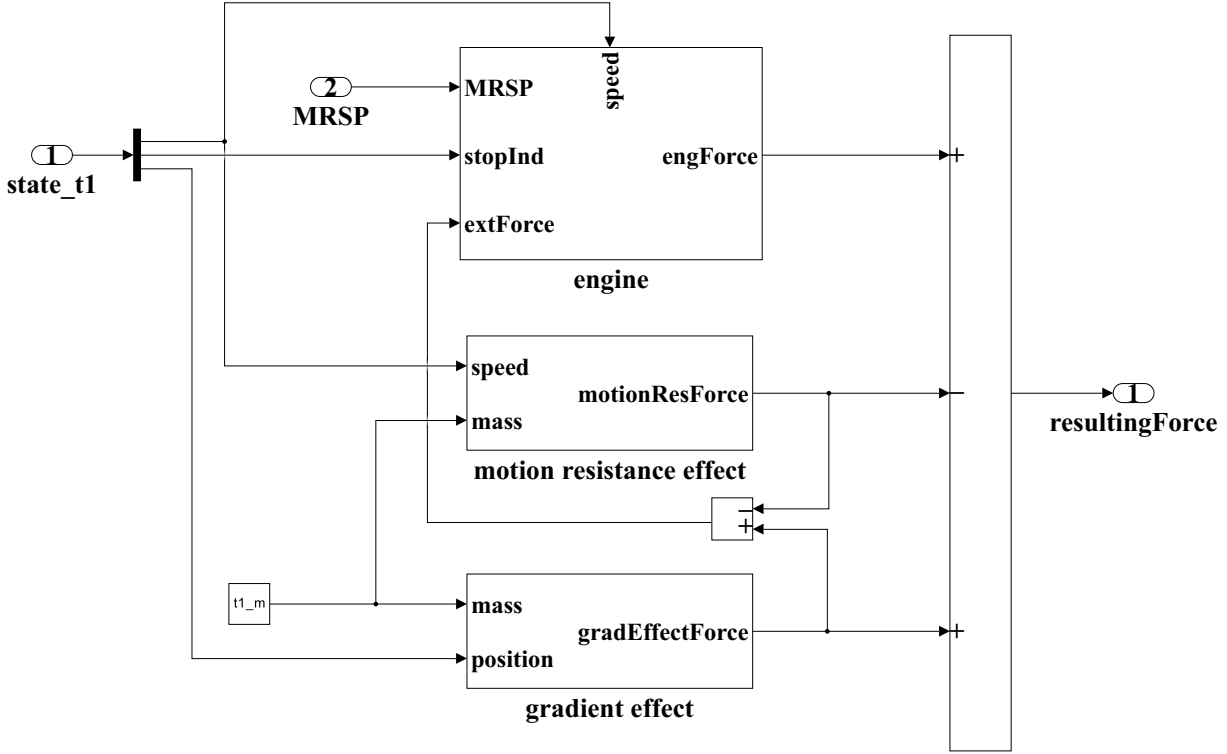 speed
2
MRSP
MRSP
1
state_t1
stopInd
engForce
+
extForce
engine
speed
motionResForce
−
1
resultingForce
mass
motion resistance effect
−
+
t1_m
mass
gradEffectForce
+
position
gradient effect